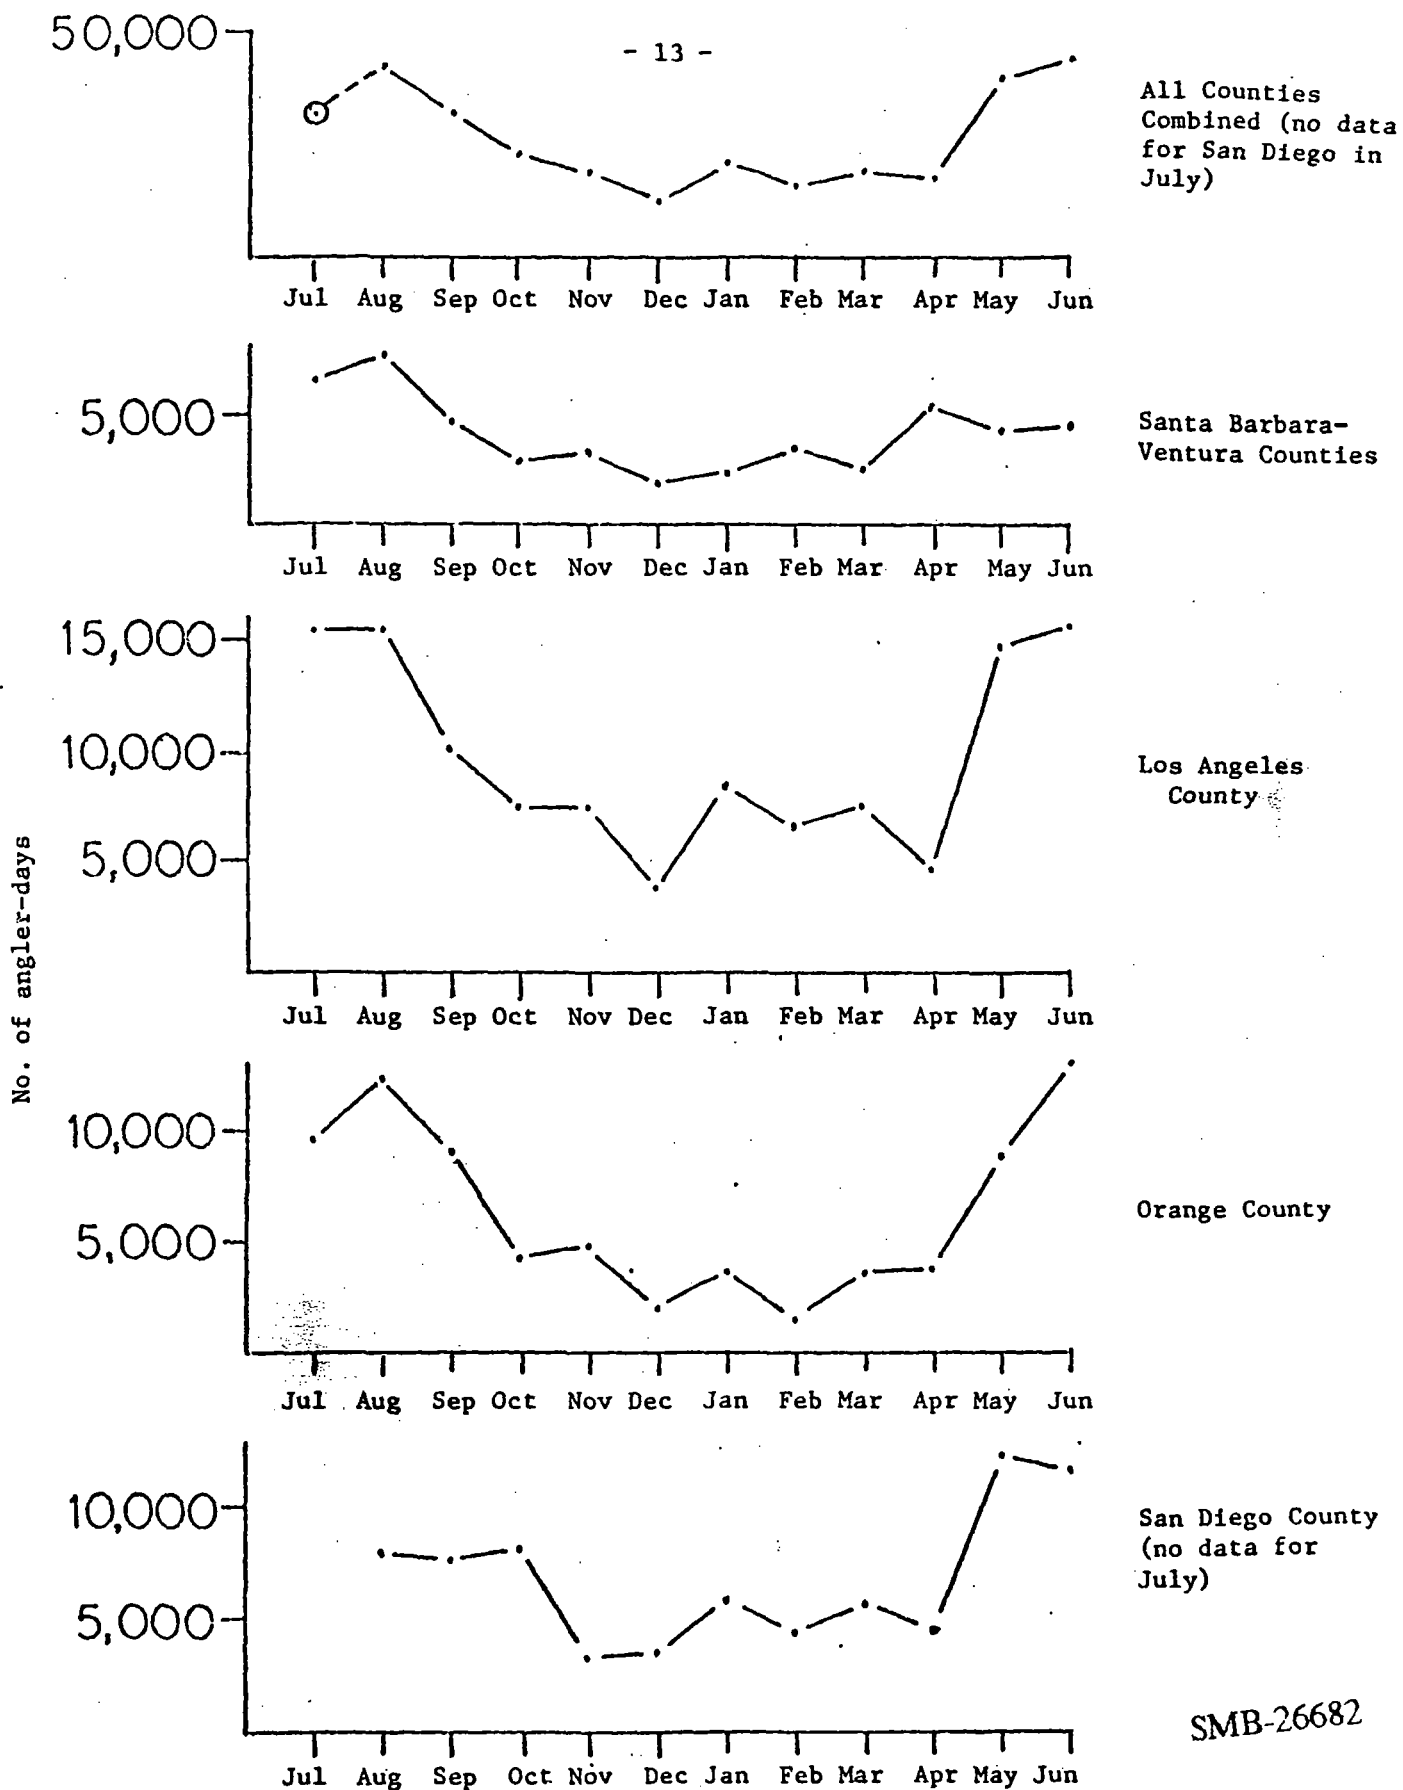 - 13 -
50,000
All Counties
Combined (no data
for San Diego in
July)
Jul Aug Sep Oct Nov Dec Jan Feb Mar Apr May Jun
5,000
Santa Barbara-
Ventura Counties
Jul Aug Sep Oct Nov Dec Jan Feb Mar Apr May Jun
No. of angler-days
15,000
10,000
5,000
Los Angeles
County
Jul Aug Sep Oct Nov Dec Jan Feb Mar Apr May Jun
10,000
5,000
Orange County
Jul Aug Sep Oct Nov Dec Jan Feb Mar Apr May Jun
10,000
5,000
San Diego County
(no data for
July)
SMB-26682
Jul Aug Sep Oct Nov Dec Jan Feb Mar Apr May Jun